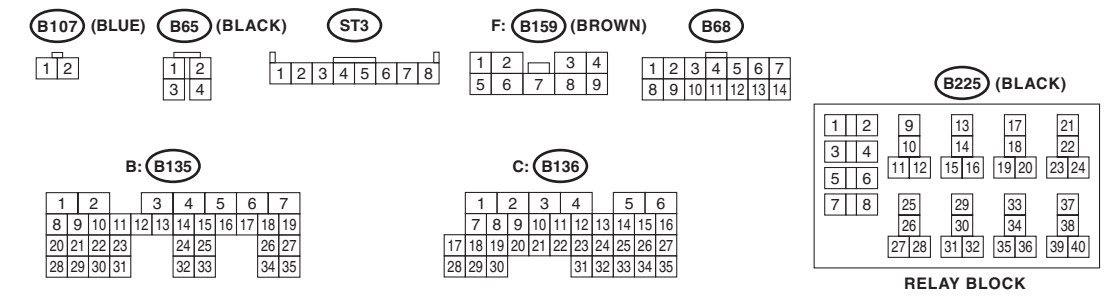 B107 (BLUE) B65 (BLACK) ST3 F: B159 (BROWN) B68
1 2
1 2
3 4
1 2 3 4 5 6 7 8
1 2 3 4
5 6 7 8 9
1 2 3 4 5 6 7
8 9 10 11 12 13 14
B225 (BLACK)
1 2
3 4
5 6
7 8
9
10
11 12
13
14
15 16
17
18
19 20
21
22
23 24
25
26
27 28
29
30
31 32
33
34
35 36
37
38
39 40
RELAY BLOCK
B: B135
1 2 3 4 5 6 7
8 9 10 11 12 13 14 15 16 17 18 19
20 21 22 23 24 25 26 27
28 29 30 31 32 33 34 35
C: B136
1 2 3 4 5 6
7 8 9 10 11 12 13 14 15 16
17 18 19 20 21 22 23 24 25 26 27
28 29 30 31 32 33 34 35